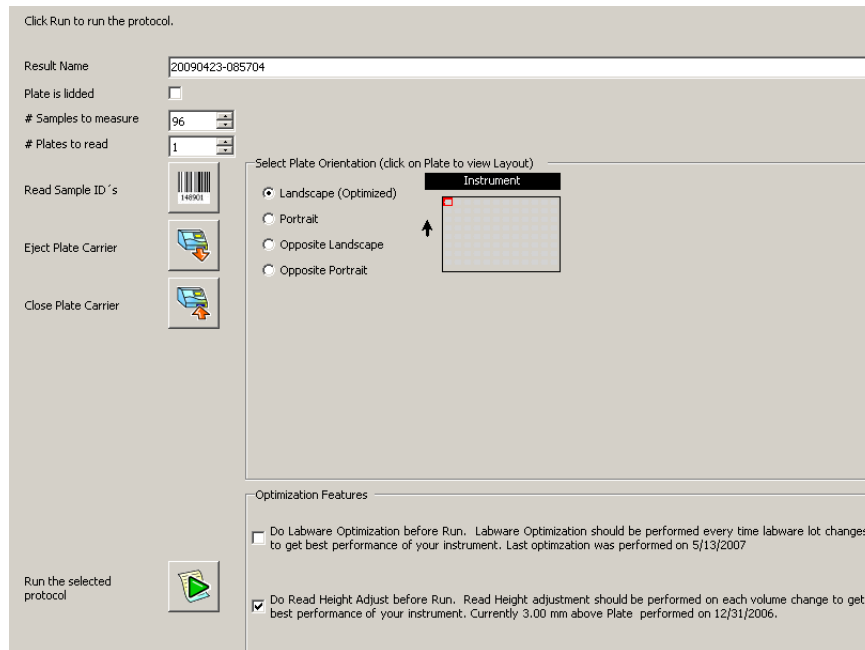 Click Run to run the protocol.
Result Name
20090423-085704
Plate is lidded
# Samples to measure
96
# Plates to read
1
Read Sample ID´s
148901
Eject Plate Carrier
Close Plate Carrier
Select Plate Orientation (click on Plate to view Layout)
Landscape (Optimized)
Portrait
Opposite Landscape
Opposite Portrait
Instrument
Optimization Features
Do Labware Optimization before Run. Labware Optimization should be performed every time labware lot changes
to get best performance of your instrument. Last optimzation was performed on 5/13/2007
Run the selected
protocol
Do Read Height Adjust before Run. Read Height adjustment should be performed on each volume change to get
best performance of your instrument. Currently 3.00 mm above Plate performed on 12/31/2006.